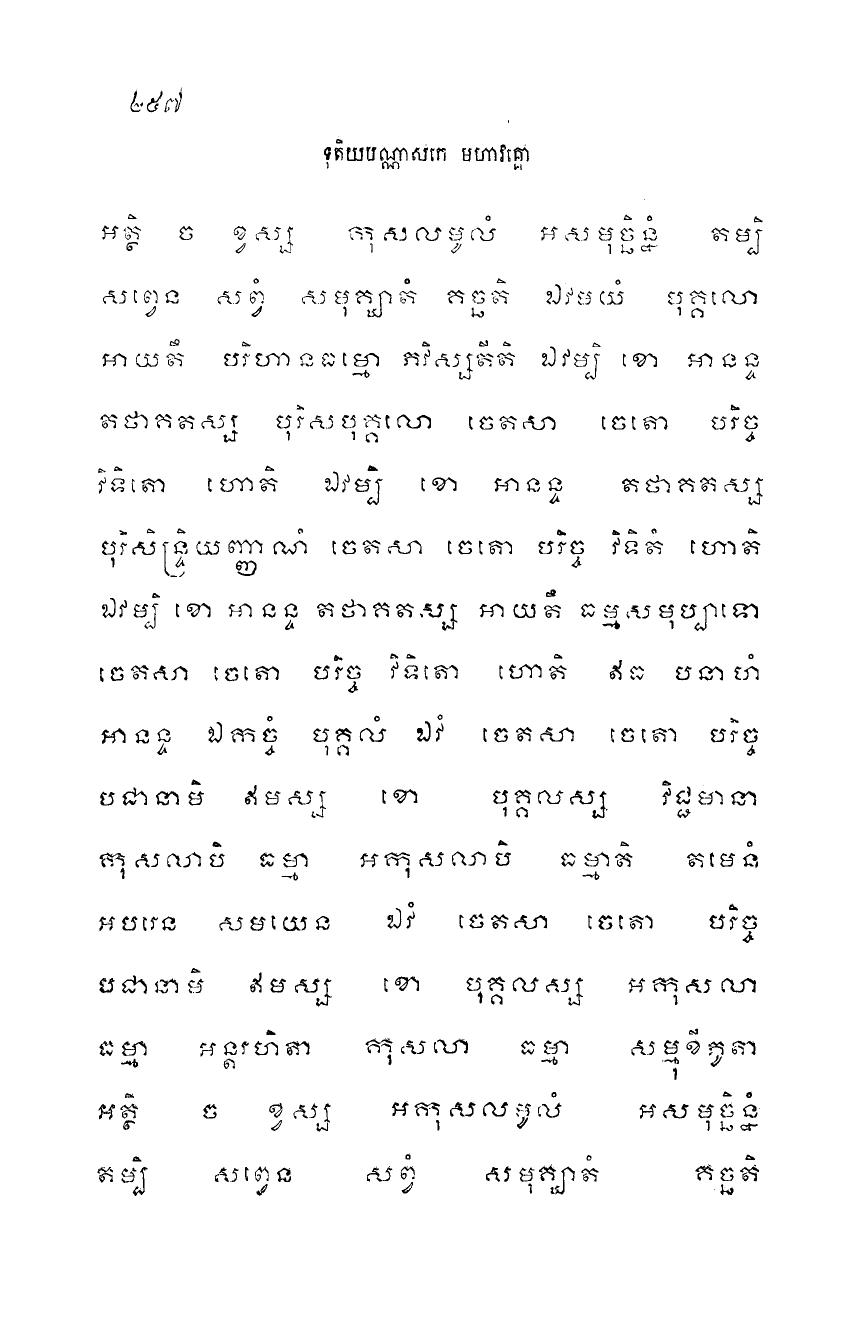 ៤៥៧
ទុតិយបណ្ណាសកេ មហាវគ្គោ
អត្ថិ ច ខ្វស្ស កុសលមូលំ អសមុច្ឆិន្នំ តម្បិ
សព្វេន សព្វំ សមុគ្ឃាតំ គច្ឆតិ ឯវមយំ បុគ្គលោ
អាយតឹ បរិហានធម្មោ ភវិស្សតីតិ ឯវម្បិ ខោ អានន្ទ
តថាគតស្ស បុរិសបុគ្គលោ ចេតសា ចេតោ បរិច្ច
វិទិតោ ហោតិ ឯវម្បិ ខោ អានន្ទ តថាគតស្ស
បុរិសិន្ទ្រិយញ្ញាណំ ចេតសា ចេតោ បរិច្ច វិទិតំ ហោតិ
ឯវម្បិ ខោ អានន្ទ តថាគតស្ស អាយតឹ ធម្មសមុប្បាទោ
ចេតសា ចេតោ បរិច្ច វិទិតោ ហោតិ ឥធ បនាហំ
អានន្ទ ឯកច្ចំ បុគ្គលំ ឯវំ ចេតសា ចេតោ បរិច្ច
បជានាមិ ឥមស្ស ខោ បុគ្គលស្ស វិជ្ជមានា
កុសលាបិ ធម្មា អកុសលាបិ ធម្មាតិ តមេនំ
អបរេន សមយេន ឯវំ ចេតសា ចេតោ បរិច្ច
បជានាមិ ឥមស្ស ខោ បុគ្គលស្ស អកុសលា
ធម្មា អន្តរហិតា កុសលា ធម្មា សម្មុខីភូតា
អត្ថិ ច ខ្វស្ស អកុសលមូលំ អសមុច្ឆិន្នំ
តម្បិ សព្វេន សព្វំ សមុគ្ឃាតំ គច្ឆតិ